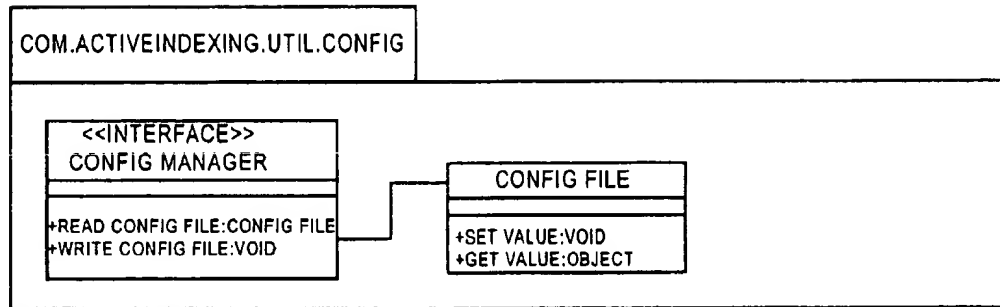 COM.ACTIVEINDEXING.UTIL.CONFIG
<<INTERFACE>>
CONFIG MANAGER
+READ CONFIG FILE:CONFIG FILE
+WRITE CONFIG FILE:VOID
CONFIG FILE
+SET VALUE:VOID
+GET VALUE:OBJECT